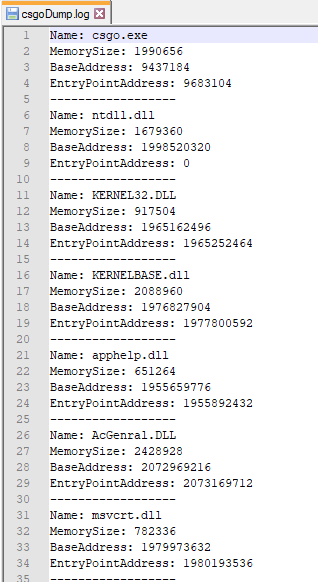 csgoDump.log
1 Name: csgo.exe
2 MemorySize: 1990656
3 BaseAddress: 9437184
4 EntryPointAddress: 9683104
5 ------------------
6 Name: ntdll.dll
7 MemorySize: 1679360
8 BaseAddress: 1998520320
9 EntryPointAddress: 0
10 ------------------
11 Name: KERNEL32.DLL
12 MemorySize: 917504
13 BaseAddress: 1965162496
14 EntryPointAddress: 1965252464
15 ------------------
16 Name: KERNELBASE.dll
17 MemorySize: 2088960
18 BaseAddress: 1976827904
19 EntryPointAddress: 1977800592
20 ------------------
21 Name: apphelp.dll
22 MemorySize: 651264
23 BaseAddress: 1955659776
24 EntryPointAddress: 1955892432
25 ------------------
26 Name: AcGenral.DLL
27 MemorySize: 2428928
28 BaseAddress: 2072969216
29 EntryPointAddress: 2073169712
30 ------------------
31 Name: msvcrt.dll
32 MemorySize: 782336
33 BaseAddress: 1979973632
34 EntryPointAddress: 1980193536
35 ------------------